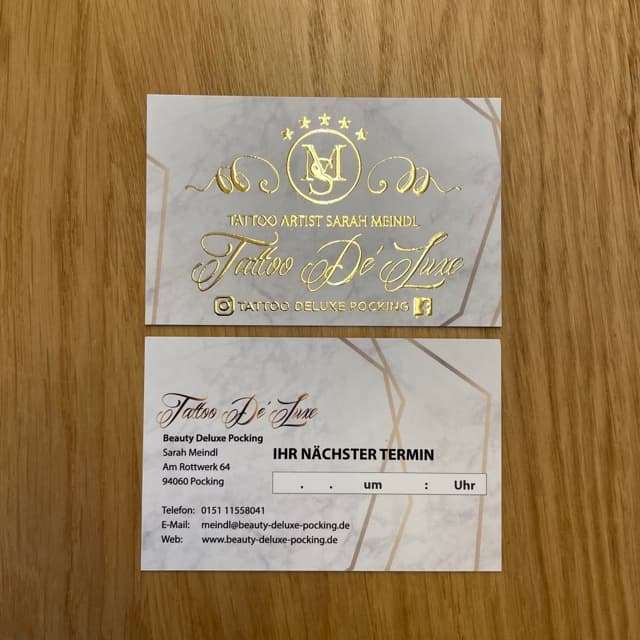 MS
TATTOO ARTIST SARAH MEINDL
Tattoo De' Luxe
TATTOO DELUXE POCKING
Tattoo De' Luxe
Beauty Deluxe Pocking
Sarah Meindl
Am Rottwerk 64
94060 Pocking
IHR NÄCHSTER TERMIN
. . um : Uhr
Telefon: 0151 11558041
E-Mail: meindl@beauty-deluxe-pocking.de
Web: www.beauty-deluxe-pocking.de